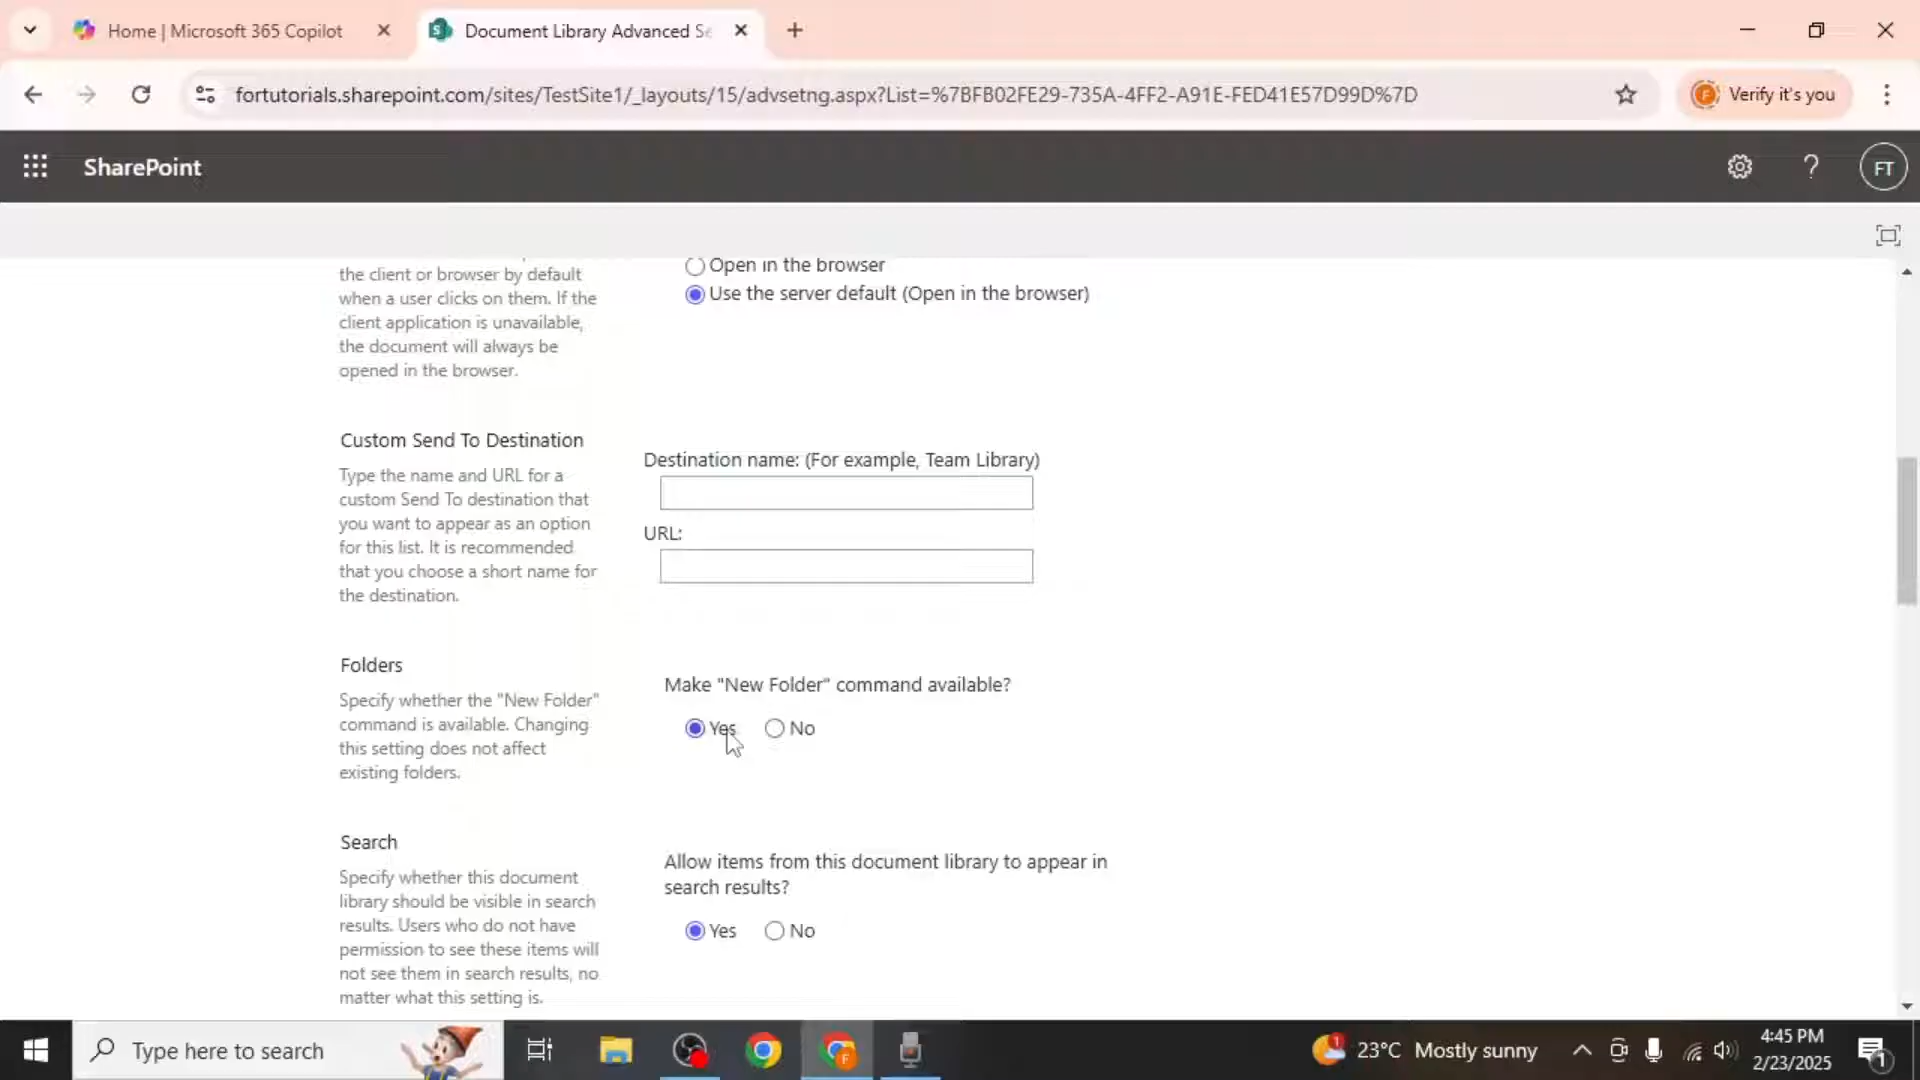 Home | Microsoft 365 Copilot
Document Library Advanced Se
fortutorials.sharepoint.com/sites/TestSite1/_layouts/15/advsetng.aspx?List=%7BFB02FE29-735A-4FF2-A91E-FED41E57D99D%7D
F
Verify it's you
SharePoint
FT
the client or browser by default
when a user clicks on them. If the
client application is unavailable,
the document will always be
opened in the browser.
Open in the browser
Use the server default (Open in the browser)
Custom Send To Destination
Type the name and URL for a
custom Send To destination that
you want to appear as an option
for this list. It is recommended
that you choose a short name for
the destination.
Destination name: (For example, Team Library)
URL:
Folders
Specify whether the "New Folder"
command is available. Changing
this setting does not affect
existing folders.
Make "New Folder" command available?
Yes No
Search
Specify whether this document
library should be visible in search
results. Users who do not have
permission to see these items will
not see them in search results, no
matter what this setting is.
Allow items from this document library to appear in
search results?
Yes No
Type here to search
F
1
23°C Mostly sunny
4:45 PM
2/23/2025
1